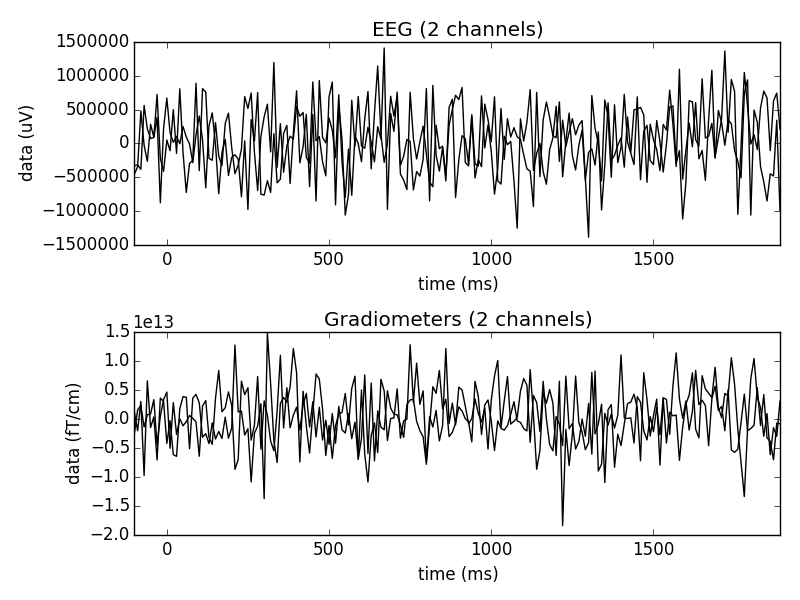 EEG (2 channels)
1500000
1000000
500000
0
−500000
−1000000
−1500000
data (uV)
0 500 1000 1500
time (ms)
Gradiometers (2 channels)
1e13
1.5
1.0
0.5
0.0
−0.5
−1.0
−1.5
−2.0
data (fT/cm)
0 500 1000 1500
time (ms)